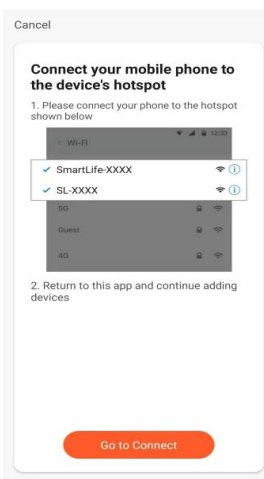 Cancel
Connect your mobile phone to
the device's hotspot
1. Please connect your phone to the hotspot
shown below
12:30
Wi-Fi
SmartLife-XXXX
SL-XXXX
5G
Guest
4G
2. Return to this app and continue adding
devices
Go to Connect